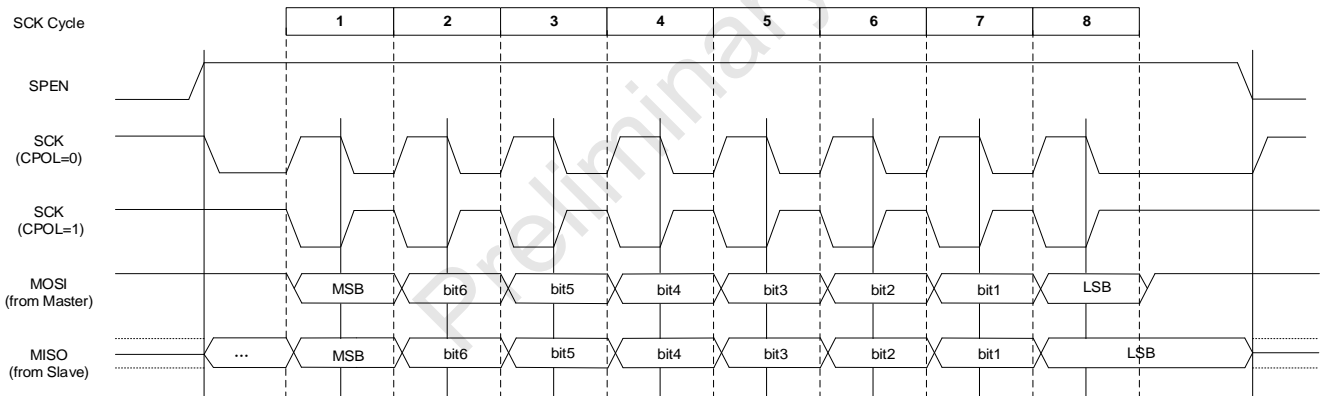 SCK Cycle 1 2 3 4 5 6 7 8
SPEN
SCK
(CPOL=0)
SCK
(CPOL=1)
MOSI
(from Master)
MSB bit6 bit5 bit4 bit3 bit2 bit1 LSB
MISO
(from Slave)
... MSB bit6 bit5 bit4 bit3 bit2 bit1 LSB
Preliminary